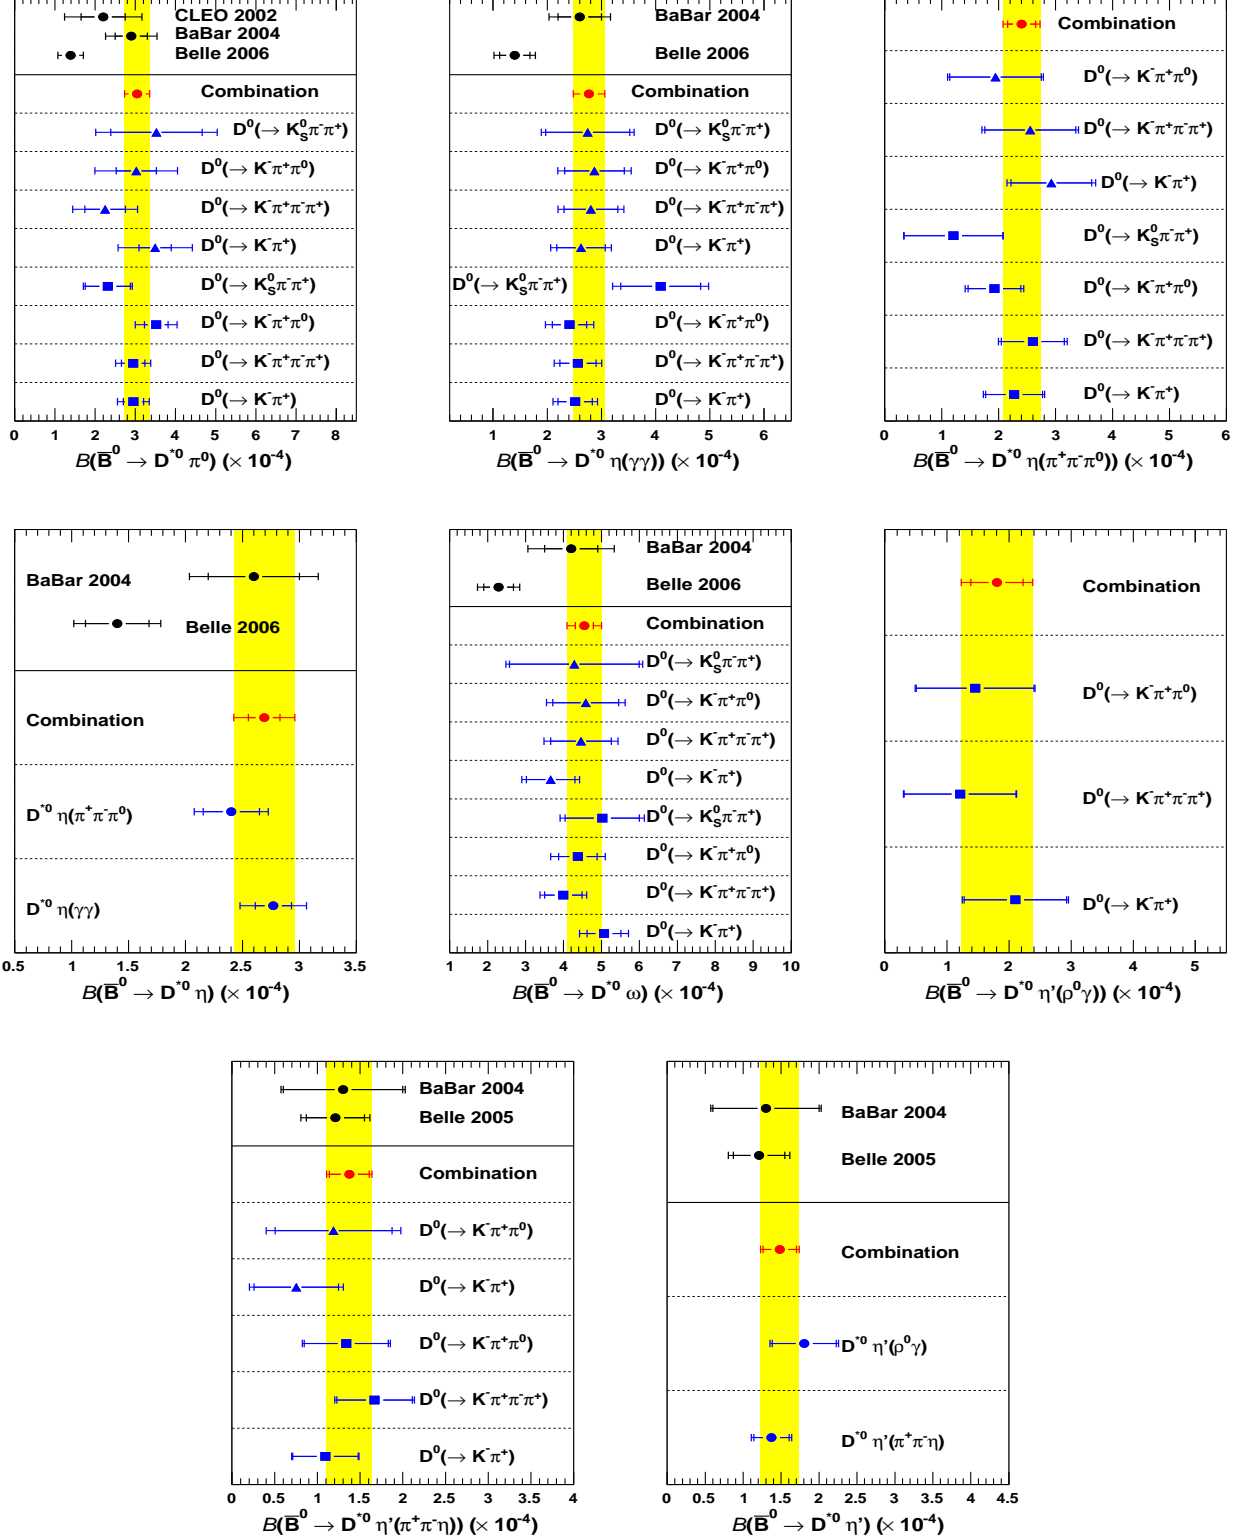 CLEO 2002
BaBar 2004
Belle 2006
Combination
D⁰(→ K⁰_S π⁻π⁺)
D⁰(→ K⁻π⁺π⁰)
D⁰(→ K⁻π⁺π⁻π⁺)
D⁰(→ K⁻π⁺)
D⁰(→ K⁰_S π⁻π⁺)
D⁰(→ K⁻π⁺π⁰)
D⁰(→ K⁻π⁺π⁻π⁺)
D⁰(→ K⁻π⁺)
0 1 2 3 4 5 6 7 8
B(B̅⁰ → D*⁰ π⁰) (× 10⁻⁴)
BaBar 2004
Belle 2006
Combination
D⁰(→ K⁰_S π⁻π⁺)
D⁰(→ K⁻π⁺π⁰)
D⁰(→ K⁻π⁺π⁻π⁺)
D⁰(→ K⁻π⁺)
D⁰(→ K⁰_S π⁻π⁺)
D⁰(→ K⁻π⁺π⁰)
D⁰(→ K⁻π⁺π⁻π⁺)
D⁰(→ K⁻π⁺)
1 2 3 4 5 6
B(B̅⁰ → D*⁰ η(γγ)) (× 10⁻⁴)
Combination
D⁰(→ K⁻π⁺π⁰)
D⁰(→ K⁻π⁺π⁻π⁺)
D⁰(→ K⁻π⁺)
D⁰(→ K⁰_S π⁻π⁺)
D⁰(→ K⁻π⁺π⁰)
D⁰(→ K⁻π⁺π⁻π⁺)
D⁰(→ K⁻π⁺)
0 1 2 3 4 5 6
B(B̅⁰ → D*⁰ η(π⁺π⁻π⁰)) (× 10⁻⁴)
BaBar 2004
Belle 2006
Combination
D*⁰ η(π⁺π⁻π⁰)
D*⁰ η(γγ)
0.5 1 1.5 2 2.5 3 3.5
B(B̅⁰ → D*⁰ η) (× 10⁻⁴)
BaBar 2004
Belle 2006
Combination
D⁰(→ K⁰_S π⁻π⁺)
D⁰(→ K⁻π⁺π⁰)
D⁰(→ K⁻π⁺π⁻π⁺)
D⁰(→ K⁻π⁺)
D⁰(→ K⁰_S π⁻π⁺)
D⁰(→ K⁻π⁺π⁰)
D⁰(→ K⁻π⁺π⁻π⁺)
D⁰(→ K⁻π⁺)
1 2 3 4 5 6 7 8 9 10
B(B̅⁰ → D*⁰ ω) (× 10⁻⁴)
Combination
D⁰(→ K⁻π⁺π⁰)
D⁰(→ K⁻π⁺π⁻π⁺)
D⁰(→ K⁻π⁺)
0 1 2 3 4 5
B(B̅⁰ → D*⁰ η'(ρ⁰γ)) (× 10⁻⁴)
BaBar 2004
Belle 2005
Combination
D⁰(→ K⁻π⁺π⁰)
D⁰(→ K⁻π⁺)
D⁰(→ K⁻π⁺π⁰)
D⁰(→ K⁻π⁺π⁻π⁺)
D⁰(→ K⁻π⁺)
0 0.5 1 1.5 2 2.5 3 3.5 4
B(B̅⁰ → D*⁰ η'(π⁺π⁻η)) (× 10⁻⁴)
BaBar 2004
Belle 2005
Combination
D*⁰ η'(ρ⁰γ)
D*⁰ η'(π⁺π⁻η)
0 0.5 1 1.5 2 2.5 3 3.5 4 4.5
B(B̅⁰ → D*⁰ η') (× 10⁻⁴)